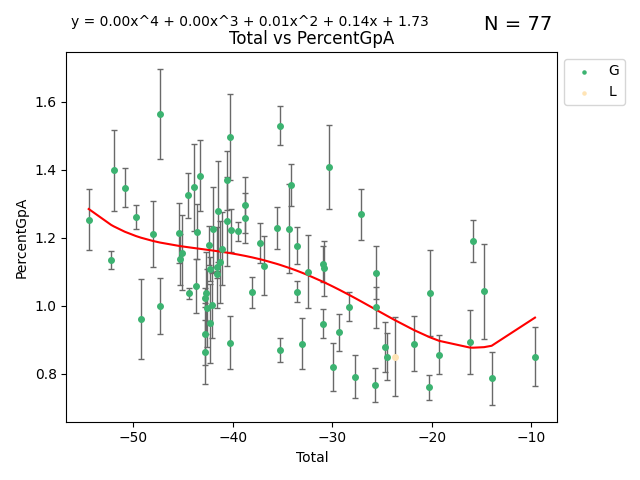 y = 0.00x^4 + 0.00x^3 + 0.01x^2 + 0.14x + 1.73
N = 77
Total vs PercentGpA
G
L
1.6
1.4
1.2
1.0
0.8
PercentGpA
−50 −40 −30 −20 −10
Total